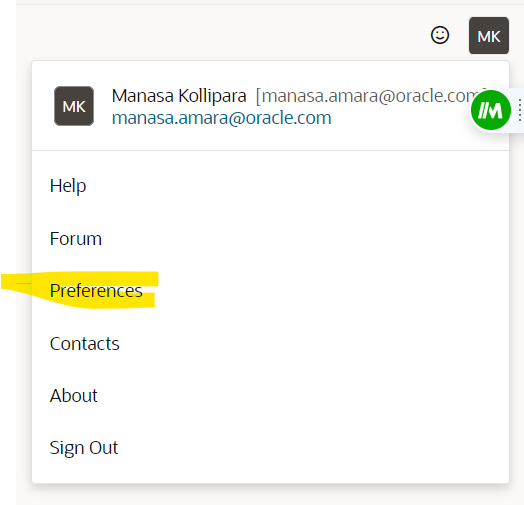 MK
MK
Manasa Kollipara [manasa.amara@oracle.com]
manasa.amara@oracle.com
Help
Forum
Preferences
Contacts
About
Sign Out